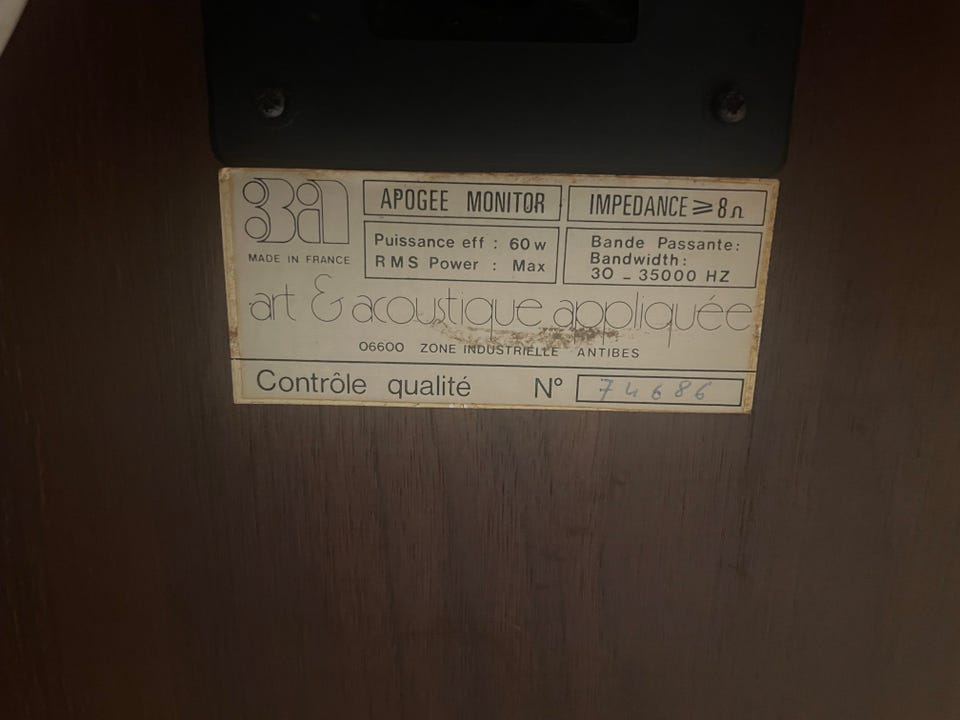 3a
MADE IN FRANCE
APOGEE MONITOR
IMPEDANCE ⩾ 8Ω
Puissance eff : 60 w
RMS Power : Max
Bande Passante:
Bandwidth:
30 _ 35000 HZ
art & acoustique appliquée
06600 ZONE INDUSTRIELLE ANTIBES
Contrôle qualité N° 74686